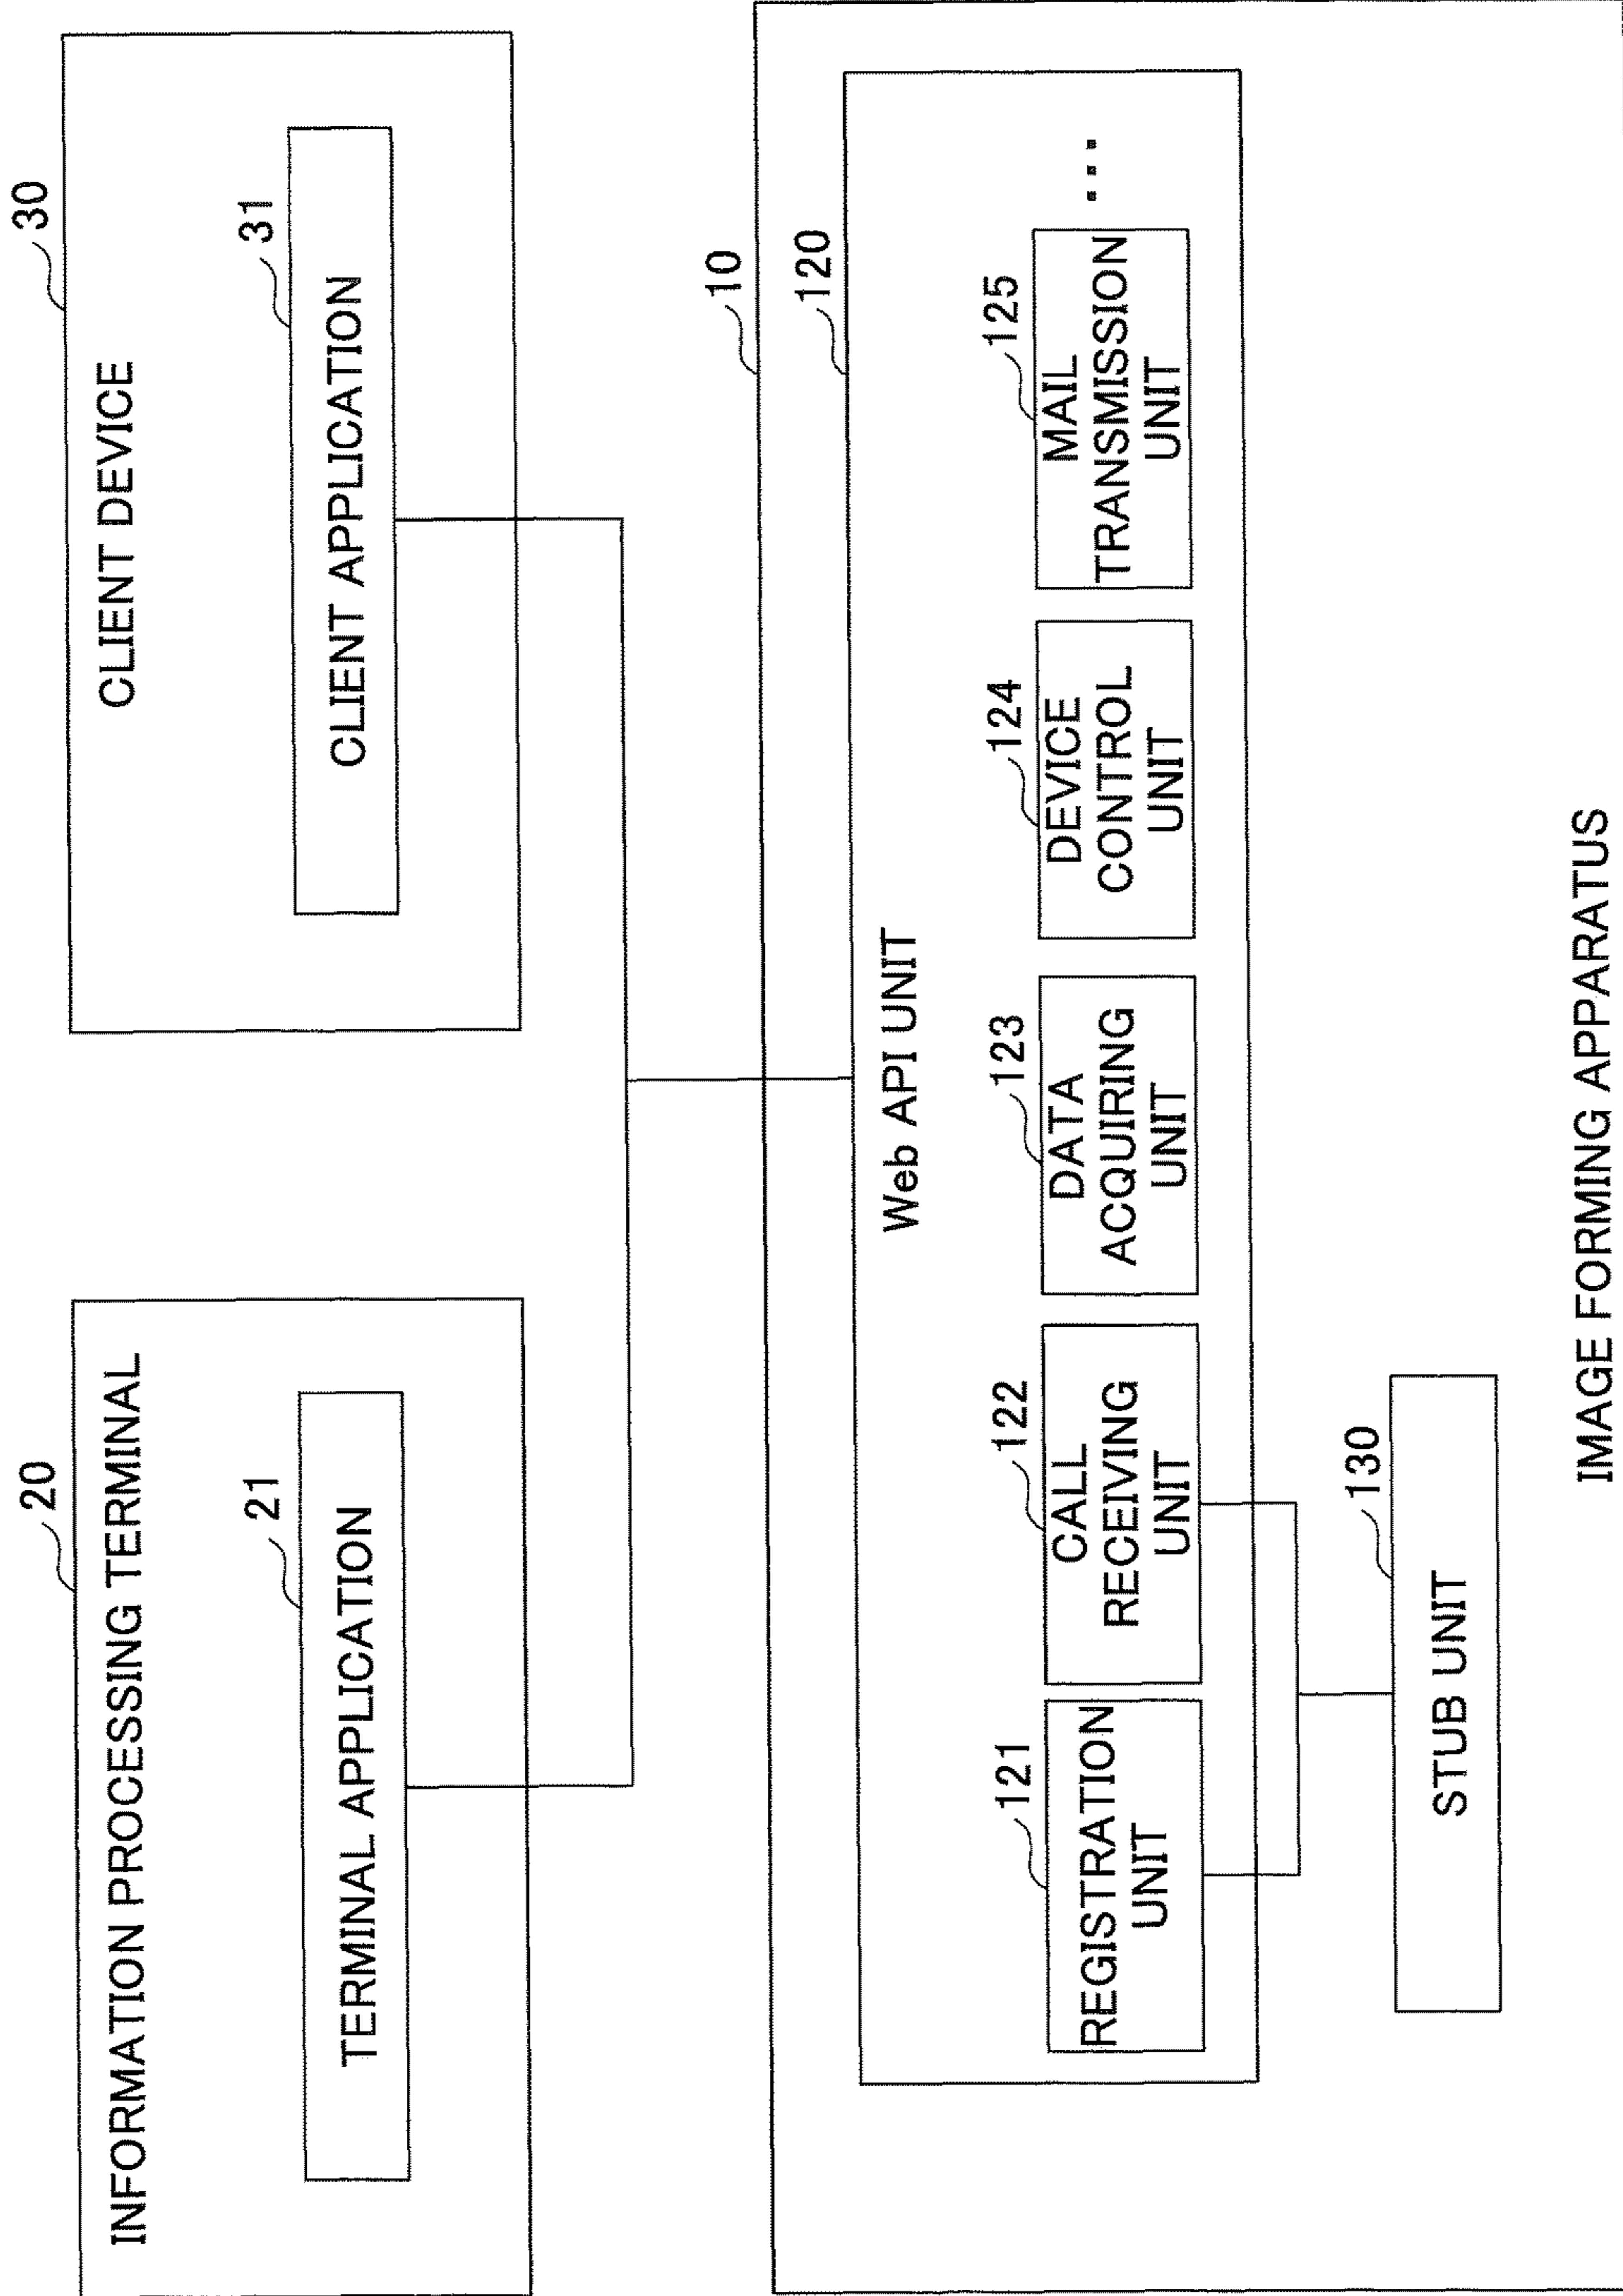 20
INFORMATION PROCESSING TERMINAL
21
TERMINAL APPLICATION
30
CLIENT DEVICE
31
CLIENT APPLICATION
10
120
Web API UNIT
121
REGISTRATION
UNIT
122
CALL
RECEIVING
UNIT
123
DATA
ACQUIRING
UNIT
124
DEVICE
CONTROL
UNIT
125
MAIL
TRANSMISSION
UNIT
...
130
STUB UNIT
IMAGE FORMING APPARATUS